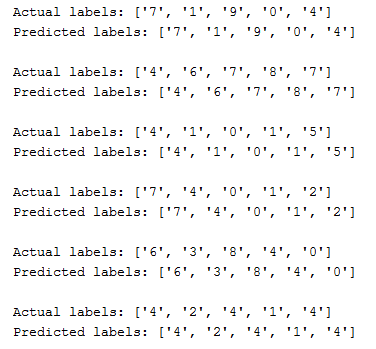 Actual labels: ['7', '1', '9', '0', '4']
Predicted labels: ['7', '1', '9', '0', '4']
Actual labels: ['4', '6', '7', '8', '7']
Predicted labels: ['4', '6', '7', '8', '7']
Actual labels: ['4', '1', '0', '1', '5']
Predicted labels: ['4', '1', '0', '1', '5']
Actual labels: ['7', '4', '0', '1', '2']
Predicted labels: ['7', '4', '0', '1', '2']
Actual labels: ['6', '3', '8', '4', '0']
Predicted labels: ['6', '3', '8', '4', '0']
Actual labels: ['4', '2', '4', '1', '4']
Predicted labels: ['4', '2', '4', '1', '4']